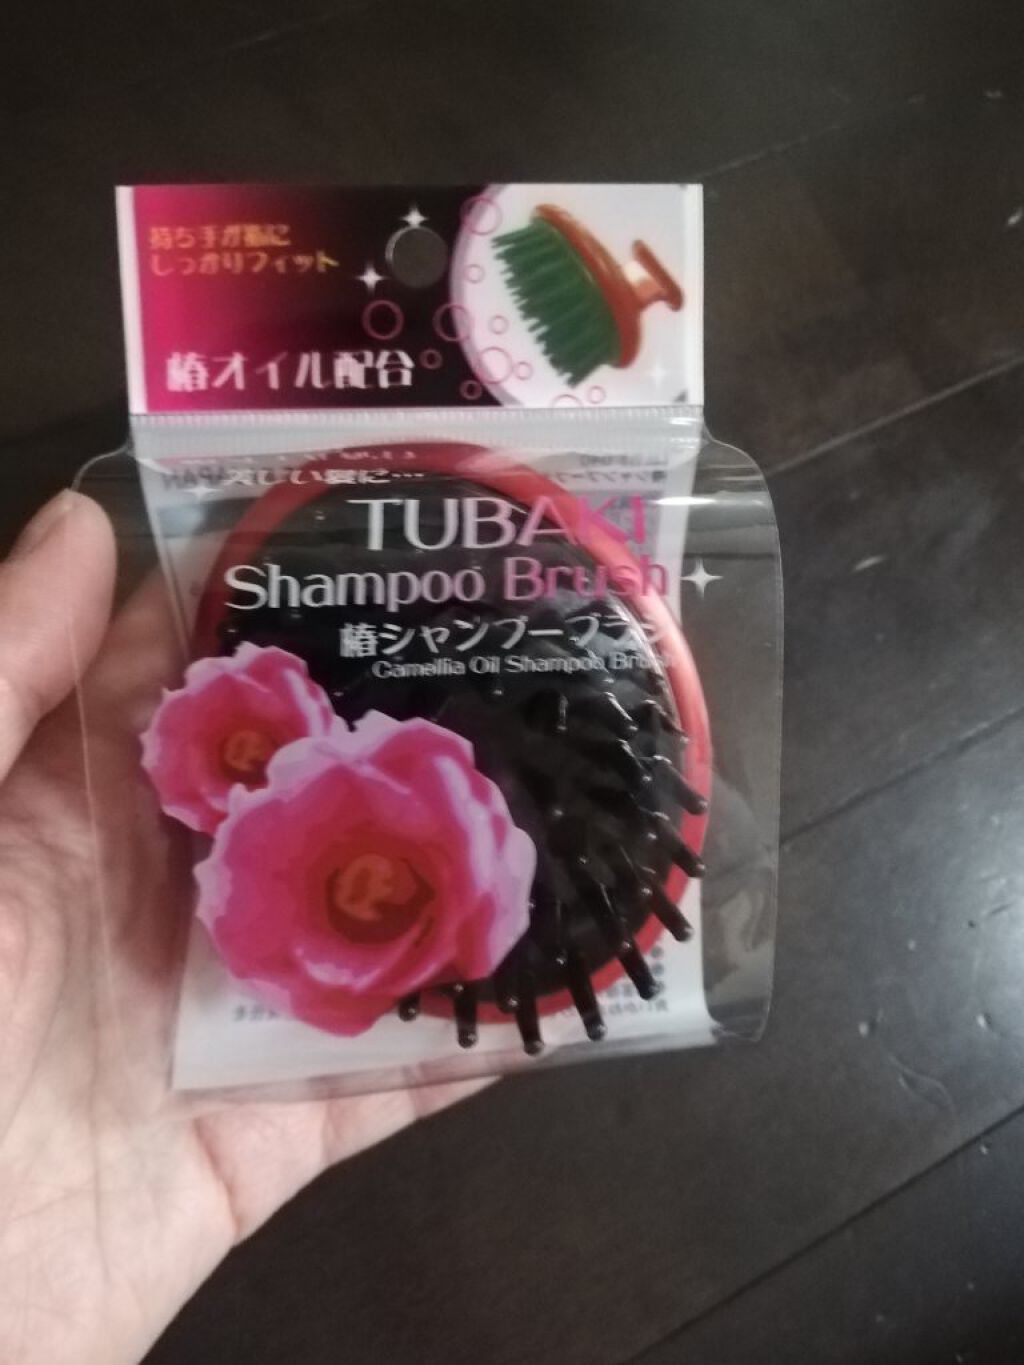 持ち手が指に
しっかりフィット
椿オイル配合
美しい髪に…
TUBAKI
Shampoo Brush
椿シャンプーブラシ
Camellia Oil Shampoo Brush